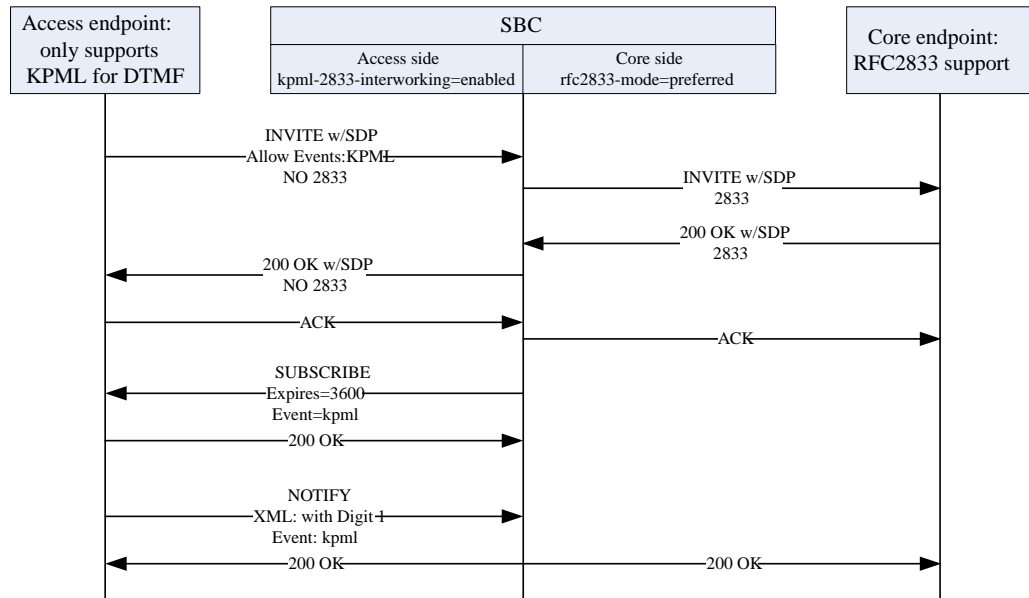 Access endpoint:
only supports
KPML for DTMF
SBC
Access side
kpml-2833-interworking=enabled
Core side
rfc2833-mode=preferred
Core endpoint:
RFC2833 support
INVITE w/SDP
Allow Events:KPML
NO 2833
INVITE w/SDP
2833
200 OK w/SDP
2833
200 OK w/SDP
NO 2833
ACK
ACK
SUBSCRIBE
Expires=3600
Event=kpml
200 OK
NOTIFY
XML: with Digit 1
Event: kpml
200 OK
200 OK